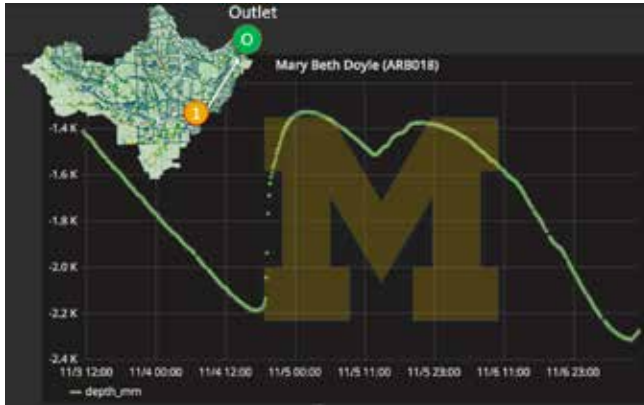 Outlet
O
Mary Beth Doyle (ARB018)
1
-1.4 K
-1.6 K
-1.8 K
-2.0 K
-2.2 K
-2.4 K
11/3 12:00 11/4 00:00 11/4 12:00 11/5 00:00 11/5 11:00 11/5 23:00 11/6 11:00 11/6 23:00
depth_mm
M